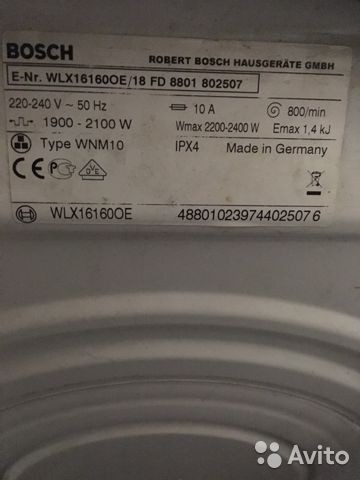 BOSCH
ROBERT BOSCH HAUSGERÄTE GMBH
E-Nr. WLX16160OE/18 FD 8801 802507
220-240 V ~ 50 Hz 10 A 800/min
1900 - 2100 W Wmax 2200-2400 W Emax 1,4 kJ
Type WNM10 IPX4 Made in Germany
WLX16160OE 488010239744025076
Avito